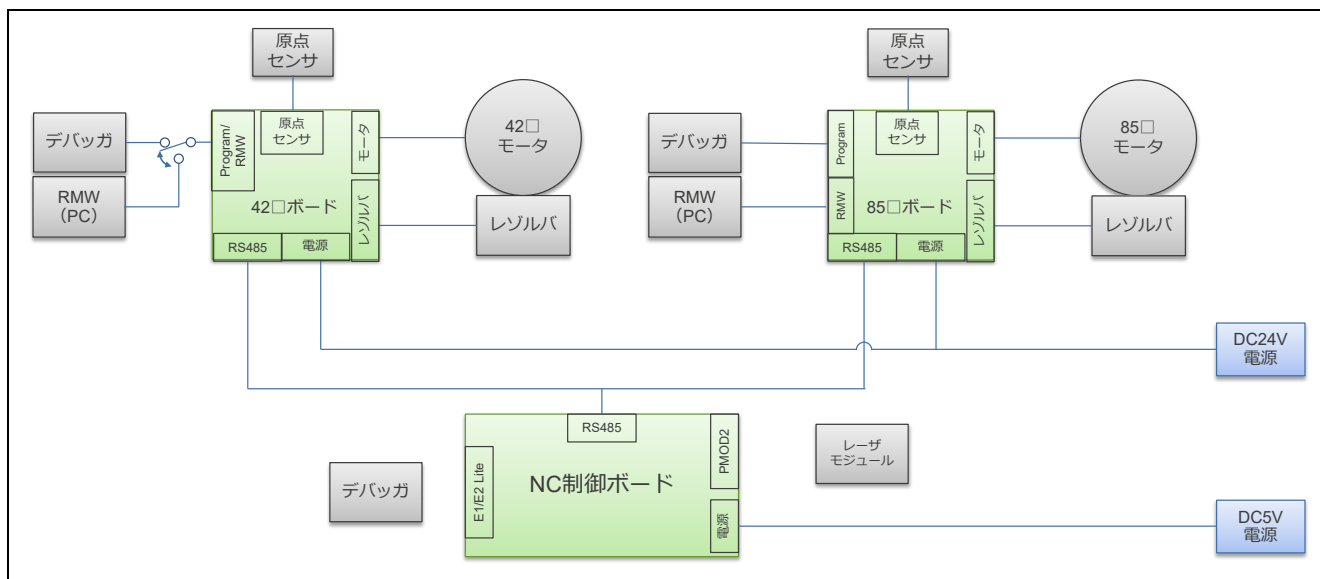 原点
センサ
デバッガ
RMW
(PC)
Program/
RMW
原点
センサ
モータ
42□ボード
レゾルバ
RS485
電源
42□
モータ
レゾルバ
原点
センサ
デバッガ
RMW
(PC)
Program
RMW
原点
センサ
モータ
85□ボード
レゾルバ
RS485
電源
85□
モータ
レゾルバ
DC24V
電源
デバッガ
E1/E2 Lite
RS485
NC制御ボード
PMOD2
電源
レーザ
モジュール
DC5V
電源